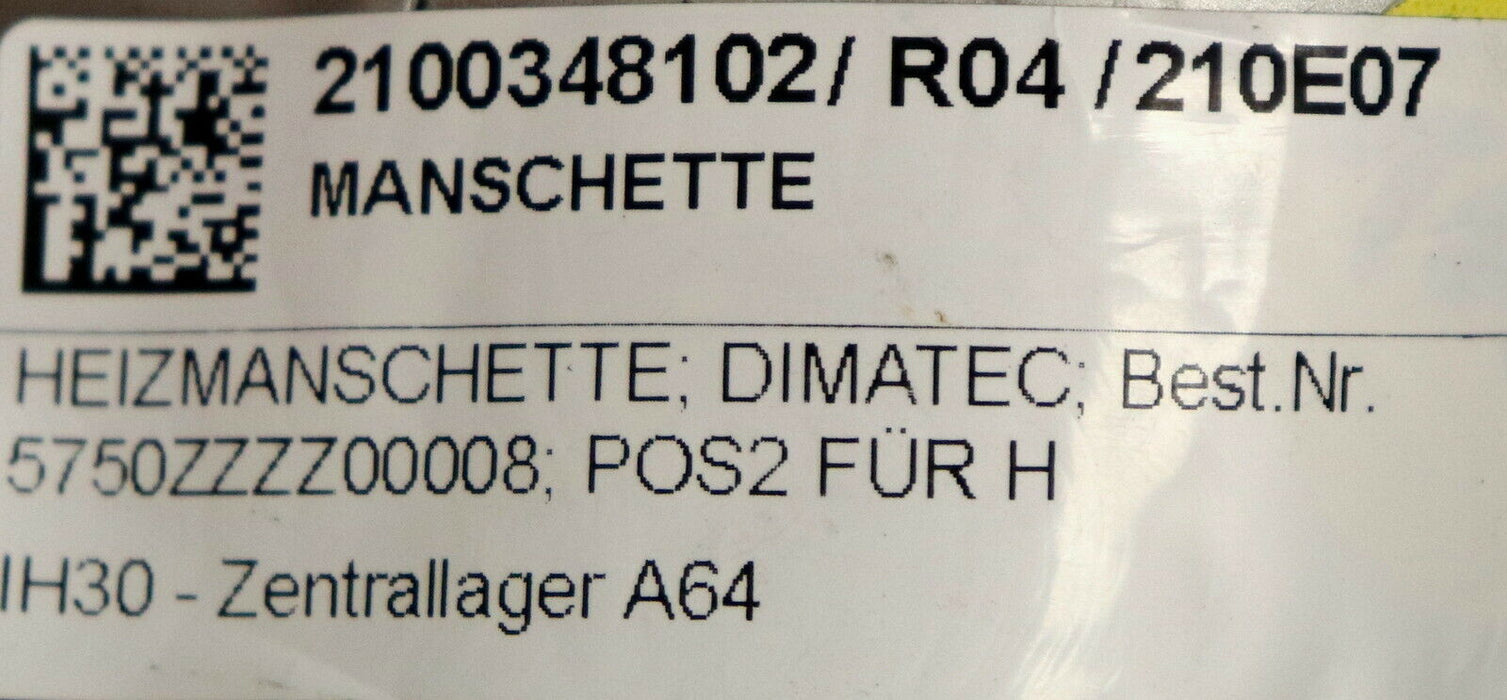 2100348102/ R04 /210E07
MANSCHETTE
HEIZMANSCHETTE; DIMATEC; Best.Nr.
5750ZZZZ00008; POS2 FÜR H
IH30 - Zentrallager A64